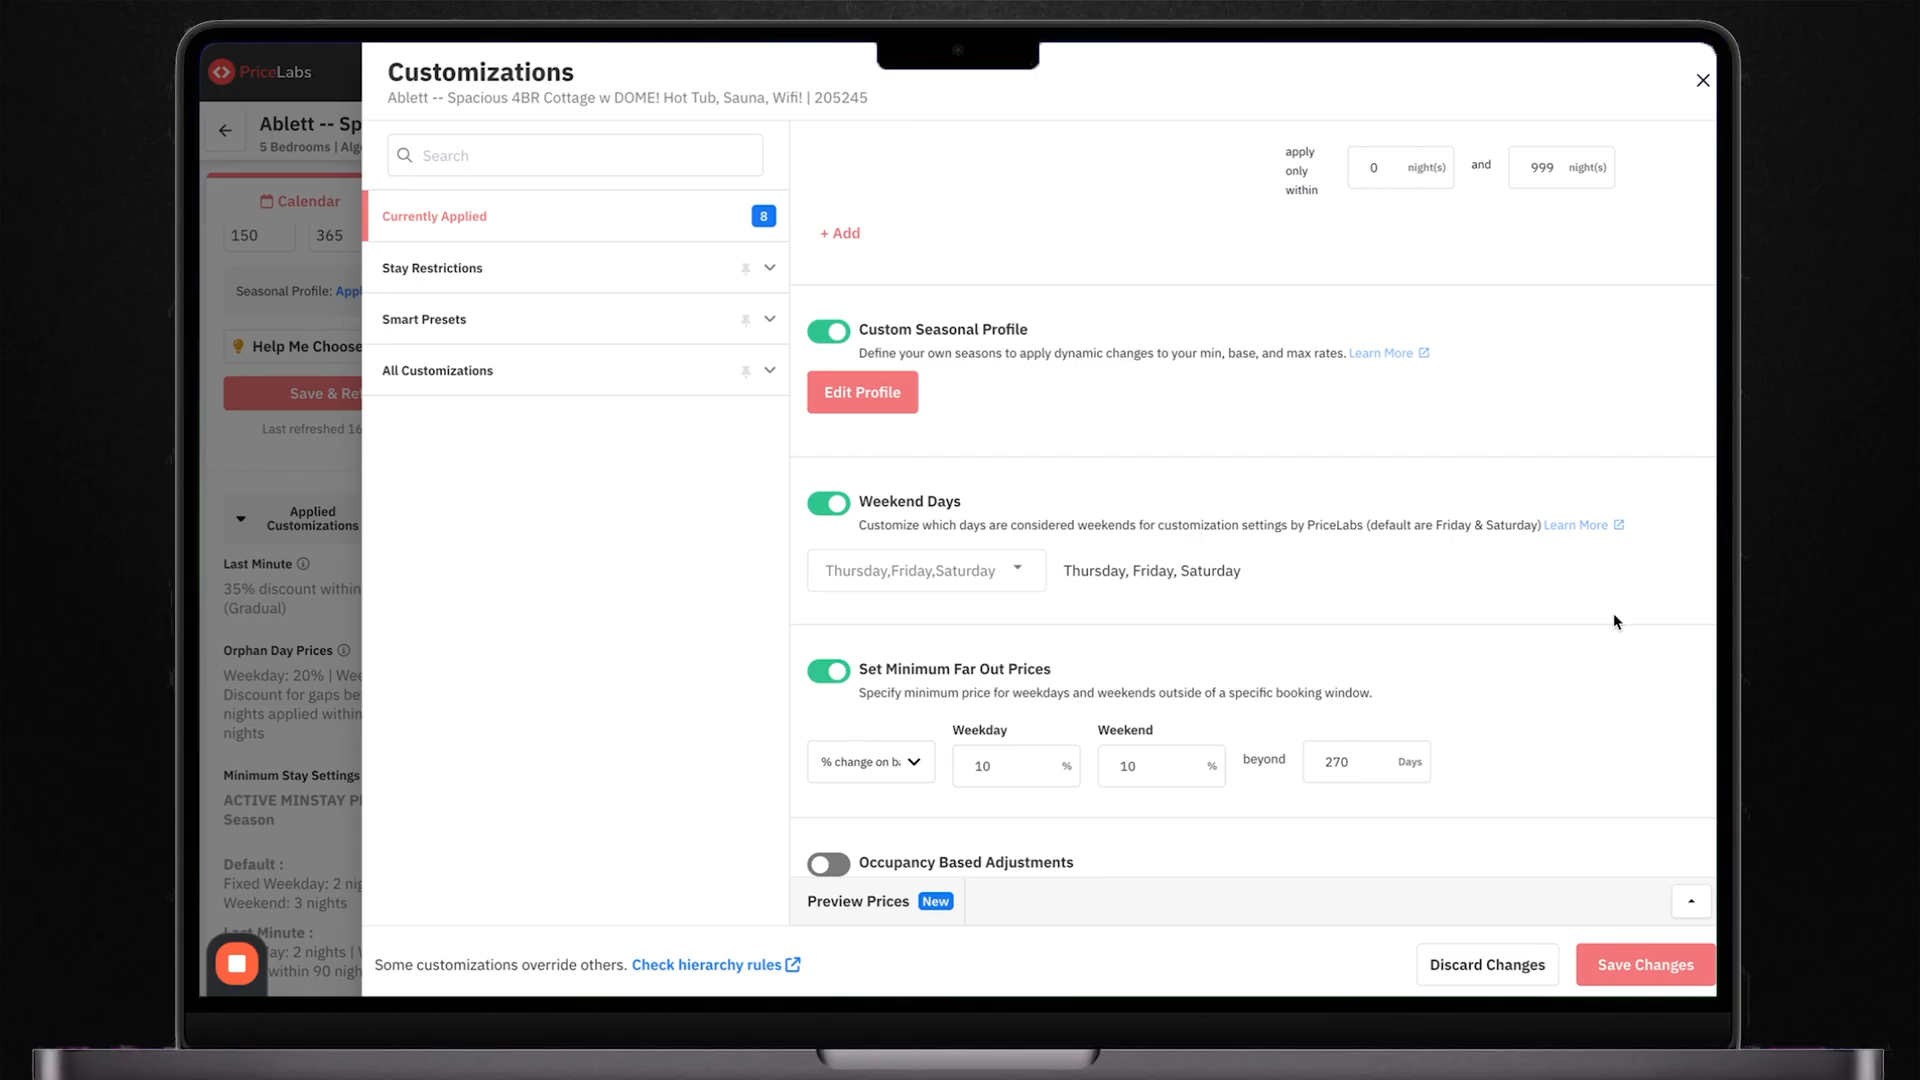 PriceLabs
Customizations
Ablett -- Spacious 4BR Cottage w DOME! Hot Tub, Sauna, Wifi! | 205245
Ablett -- Sp
5 Bedrooms | Alg
Calendar
150
365
Seasonal Profile: Appl
Help Me Choose
Save & Ref
Last refreshed 16
Applied
Customizations
Last Minute
35% discount within
(Gradual)
Orphan Day Prices
Weekday: 20% | Wee
Discount for gaps be
nights applied within
nights
Minimum Stay Settings
ACTIVE MINSTAY P
Season
Default :
Fixed Weekday: 2 nig
Weekend: 3 nights
Last Minute :
ay: 2 nights |
within 90 nigh
Search
Currently Applied
8
Stay Restrictions
Smart Presets
All Customizations
apply
only
within
0 night(s) and 999 night(s)
+ Add
Custom Seasonal Profile
Define your own seasons to apply dynamic changes to your min, base, and max rates. Learn More
Edit Profile
Weekend Days
Customize which days are considered weekends for customization settings by PriceLabs (default are Friday & Saturday) Learn More
Thursday,Friday,Saturday
Thursday, Friday, Saturday
Set Minimum Far Out Prices
Specify minimum price for weekdays and weekends outside of a specific booking window.
Weekday
Weekend
% change on ba
10 %
10 %
beyond
270 Days
Occupancy Based Adjustments
Preview Prices New
Some customizations override others. Check hierarchy rules
Discard Changes
Save Changes